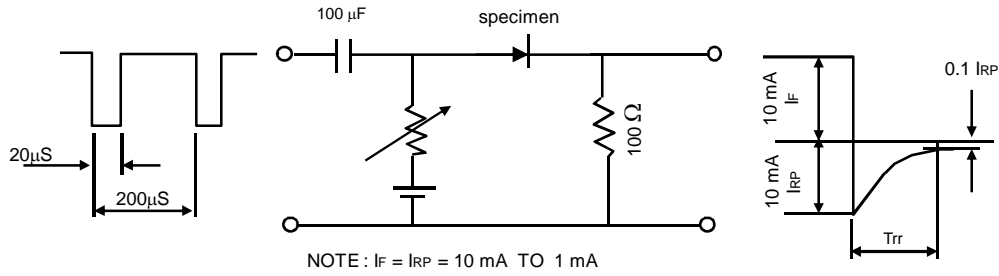 100 µF
specimen
20µS
200µS
100 Ω
NOTE : IF = IRP = 10 mA TO 1 mA
10 mA
IF
10 mA
IRP
0.1 IRP
Trr